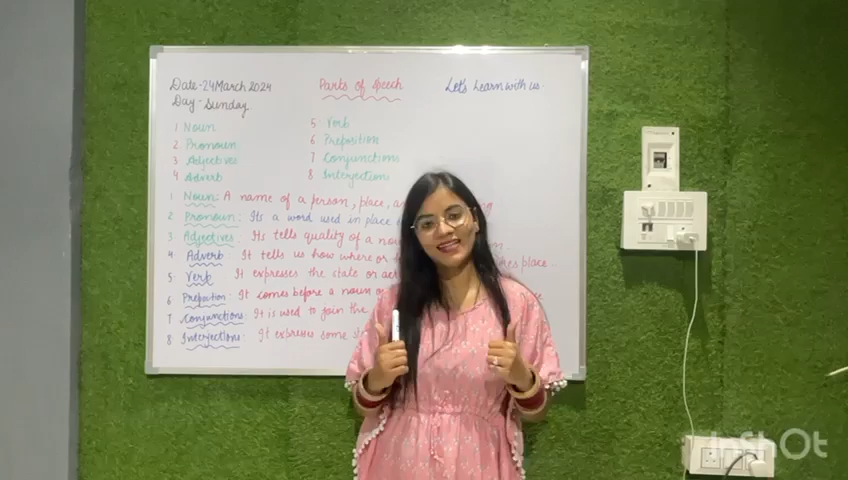 Date-24March 2024
Day-Sunday
Parts of Speech
Let's Learn with us
1 Noun
2 Pronoun
3 Adjectives
4 Adverb
5 Verb
6 Preposition
7 Conjunctions
8 Interjections
1 Noun: A name of a person, place,
2 Pronoun: Its a word used in place
3 Adjectives: Its tells quality of a
4 Adverb It tells us how where or place..
5 Verb It expresses the state or
6 Preposition: It comes before a noun
7 Conjunctions: It is used to join the
8 Interjections: It expresses some
InShOt